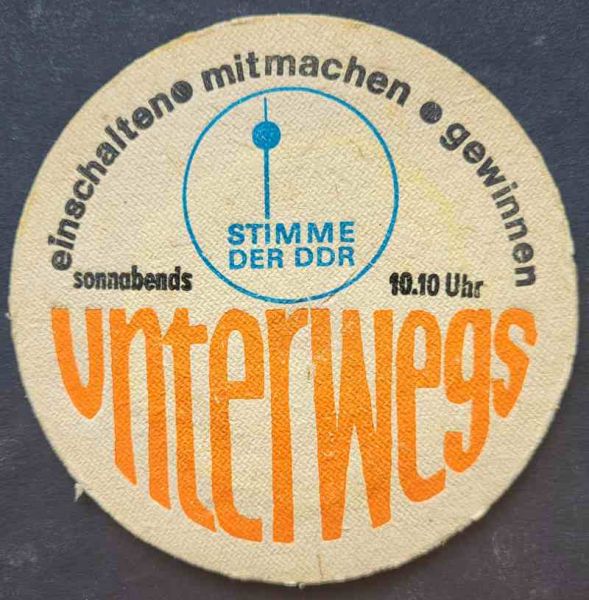 einschalten ● mitmachen ● gewinnen
STIMME
DER DDR
sonnabends 10.10 Uhr
unterwegs